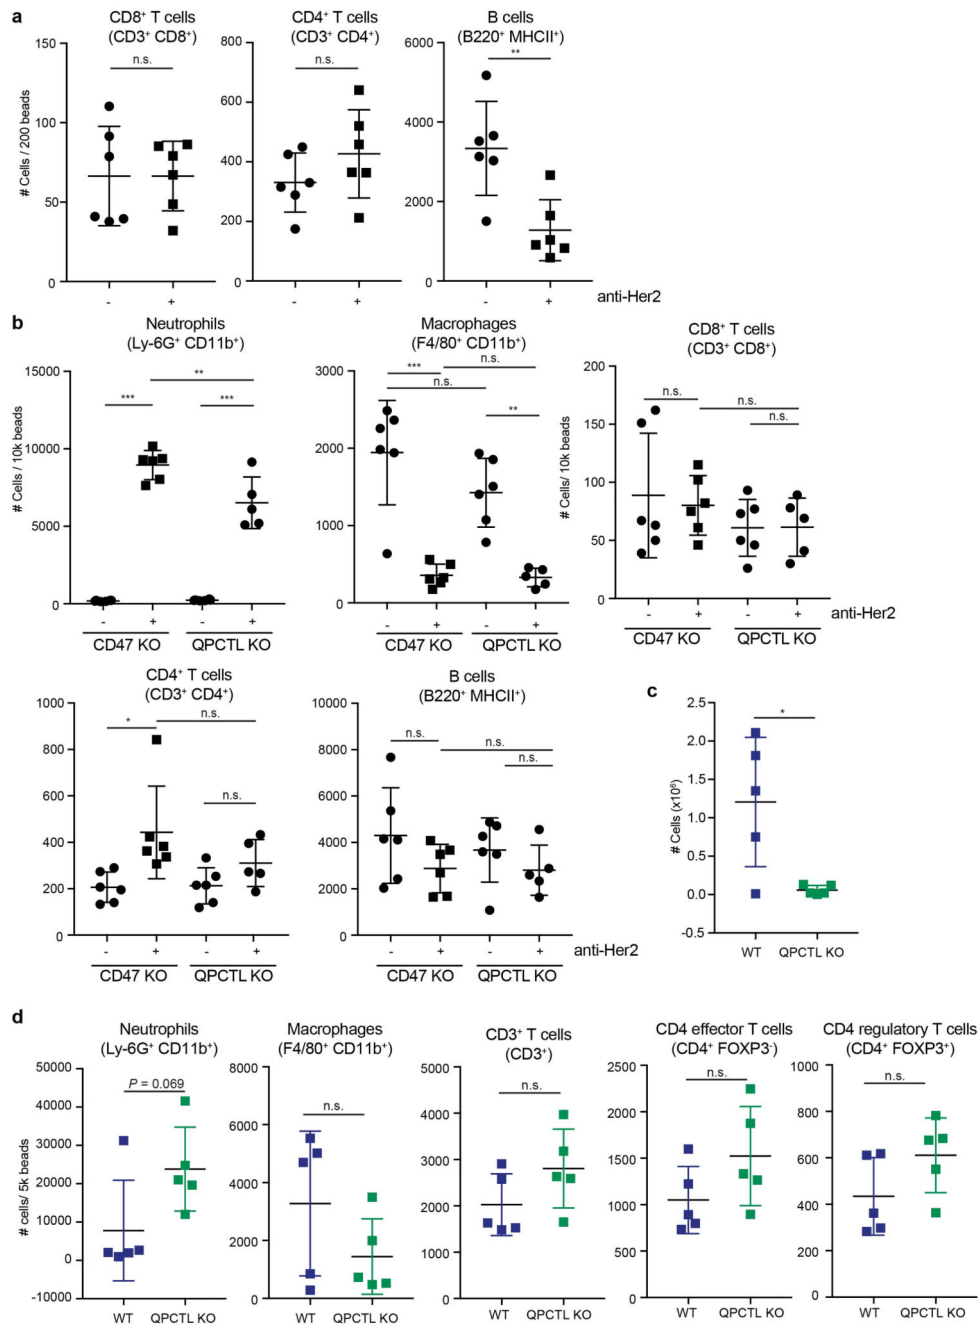 a
CD8⁺ T cells
(CD3⁺ CD8⁺)
CD4⁺ T cells
(CD3⁺ CD4⁺)
B cells
(B220⁺ MHCII⁺)
# Cells / 200 beads
150
100
50
0
n.s.
- +
800
600
400
200
0
n.s.
- +
6000
4000
2000
0
**
- +
anti-Her2
b
Neutrophils
(Ly-6G⁺ CD11b⁺)
# Cells / 10k beads
15000
10000
5000
0
**
*** ***
- + - +
CD47 KO QPCTL KO
Macrophages
(F4/80⁺ CD11b⁺)
3000
2000
1000
0
*** n.s.
n.s.
**
- + - +
CD47 KO QPCTL KO
CD8⁺ T cells
(CD3⁺ CD8⁺)
# Cells/ 10k beads
200
150
100
50
0
n.s. n.s.
n.s.
- + - +
anti-Her2
CD47 KO QPCTL KO
CD4⁺ T cells
(CD3⁺ CD4⁺)
1000
800
600
400
200
0
* n.s.
n.s.
- + - +
CD47 KO QPCTL KO
B cells
(B220⁺ MHCII⁺)
10000
8000
6000
4000
2000
0
n.s. n.s.
n.s.
- + - +
anti-Her2
CD47 KO QPCTL KO
c
# Cells (x10⁶)
2.5
2.0
1.5
1.0
0.5
0.0
-0.5
*
WT QPCTL KO
d
Neutrophils
(Ly-6G⁺ CD11b⁺)
# cells/ 5k beads
50000
40000
30000
20000
10000
0
-10000
P = 0.069
WT QPCTL KO
Macrophages
(F4/80⁺ CD11b⁺)
8000
6000
4000
2000
0
n.s.
WT QPCTL KO
CD3⁺ T cells
(CD3⁺)
5000
4000
3000
2000
1000
0
n.s.
WT QPCTL KO
CD4 effector T cells
(CD4⁺ FOXP3⁻)
2500
2000
1500
1000
500
0
n.s.
WT QPCTL KO
CD4 regulatory T cells
(CD4⁺ FOXP3⁺)
1000
800
600
400
200
0
n.s.
WT QPCTL KO